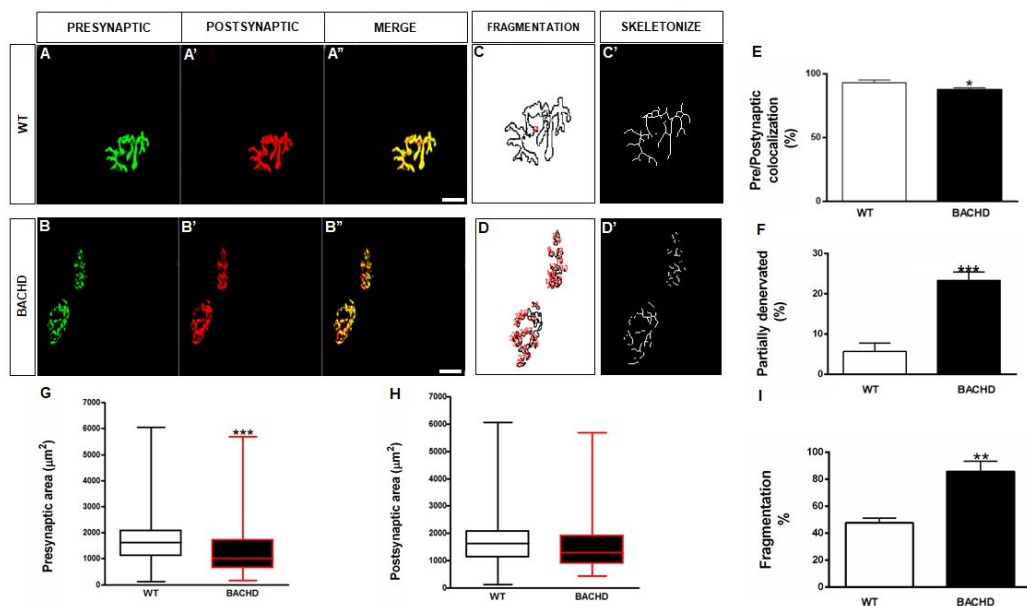 PRESYNAPTIC POSTSYNAPTIC MERGE FRAGMENTATION SKELETONIZE
WT
A A' A" C C'
BACHD
B B' B" D D'
E
Pre/Postynaptic
colocalization
(%)
100
50
0
*
WT BACHD
F
Partially denervated
(%)
30
20
10
0
***
WT BACHD
G
Presynaptic area (µm²)
7000
6000
5000
4000
3000
2000
1000
0
***
WT BACHD
H
Postsynaptic area (µm²)
7000
6000
5000
4000
3000
2000
1000
0
WT BACHD
I
Fragmentation
%
100
80
60
40
20
0
**
WT BACHD